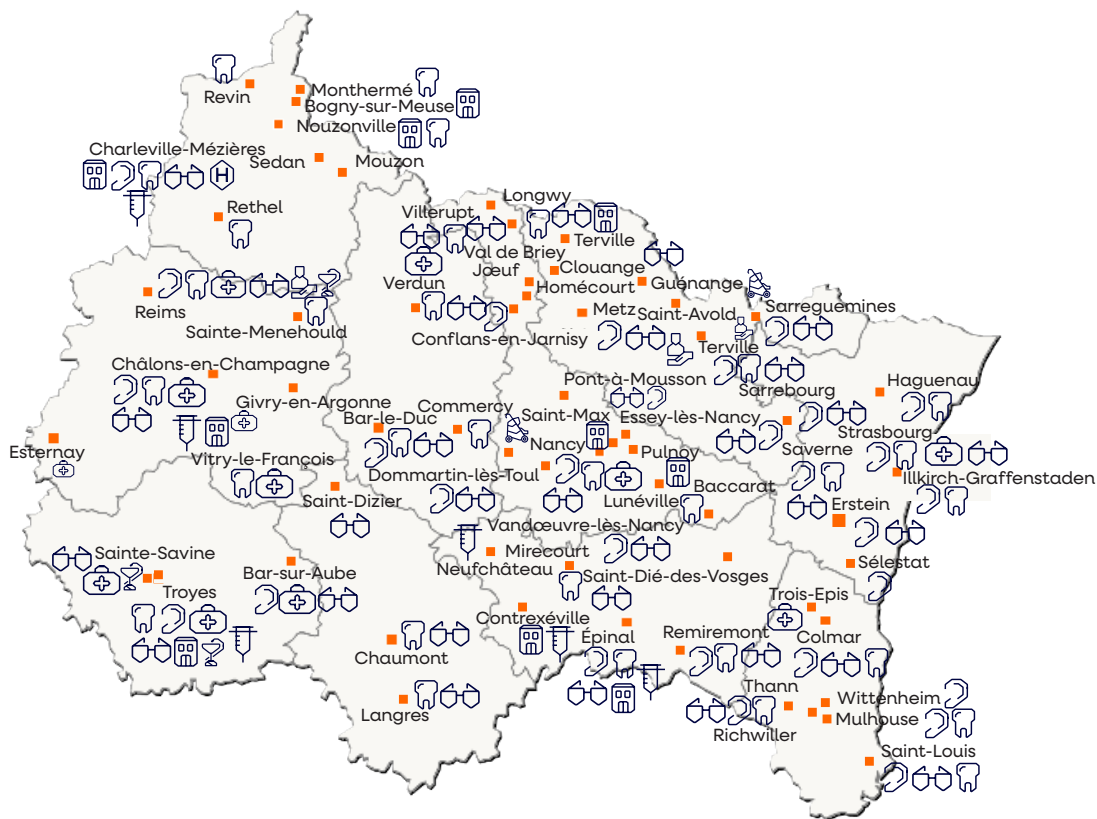 Revin
Monthermé
Bogny-sur-Meuse
Nouzonville
Charleville-Mézières
H
Sedan
Mouzon
Rethel
Longwy
Villerupt
Terville
Val de Briey
Jœuf
Clouange
Verdun
Homécourt
Guénange
Reims
Metz
Saint-Avold
Sarreguemines
Sainte-Menehould
Conflans-en-Jarnisy
Terville
Châlons-en-Champagne
Pont-à-Mousson
Sarrebourg
Haguenau
Givry-en-Argonne
Bar-le-Duc
Commercy
Saint-Max
Essey-lès-Nancy
Strasbourg
Esternay
Nancy
Pulnoy
Saverne
Vitry-le-François
Dommartin-lès-Toul
Illkirch-Graffenstaden
Saint-Dizier
Lunéville
Baccarat
Erstein
Vandœuvre-lès-Nancy
Sainte-Savine
Mirecourt
Neufchâteau
Sélestat
Bar-sur-Aube
Saint-Dié-des-Vosges
Troyes
Trois-Epis
Contrexéville
Épinal
Remiremont
Colmar
Chaumont
Thann
Wittenheim
Langres
Mulhouse
Richwiller
Saint-Louis